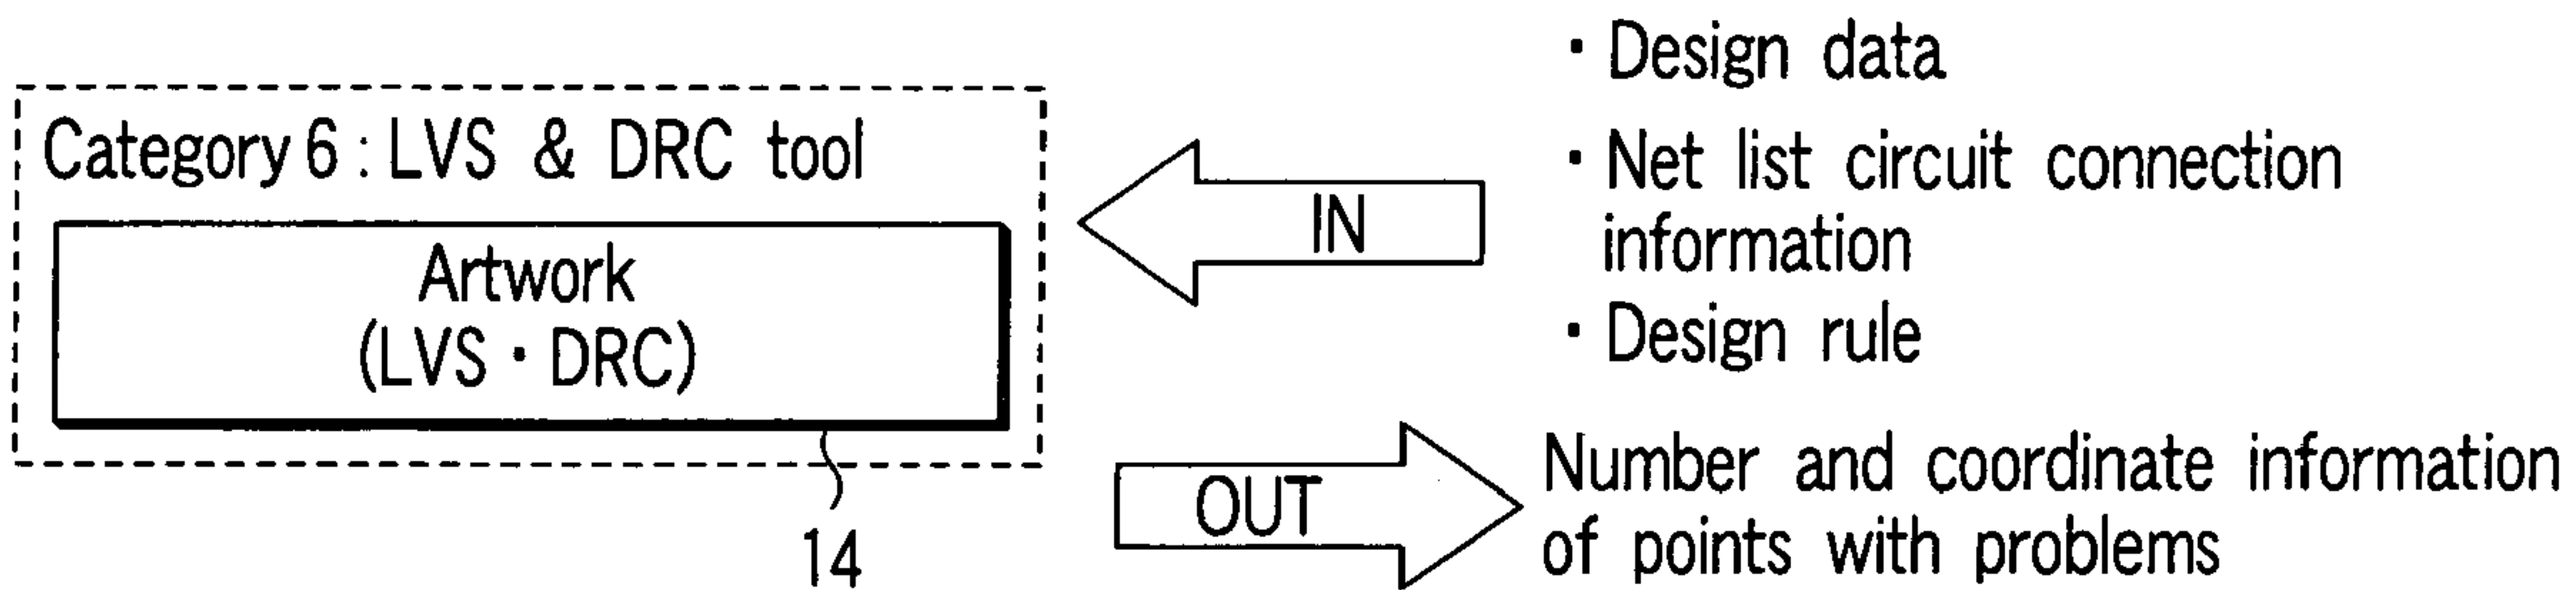 Category 6 : LVS & DRC tool
Artwork
(LVS・DRC)
14
IN
・Design data
・Net list circuit connection
information
・Design rule
OUT
Number and coordinate information
of points with problems